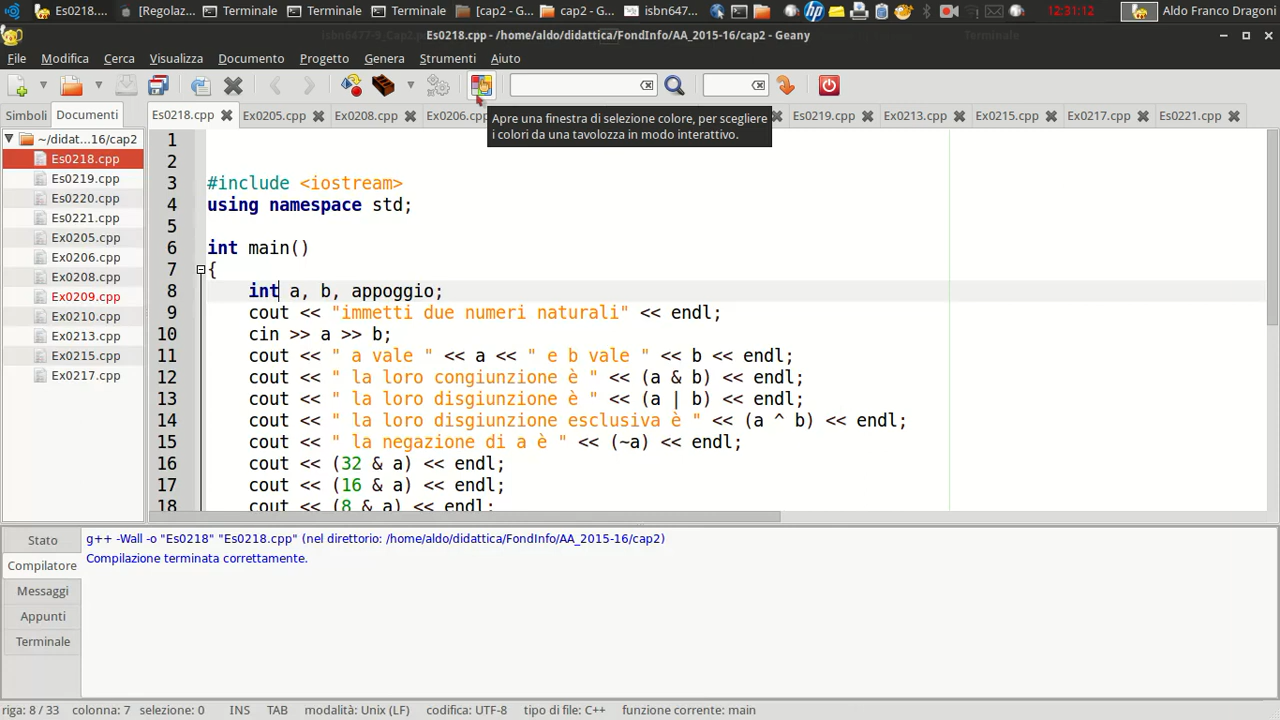 Es0218....
[Regolaz...
Terminale
Terminale
Terminale
[cap2 - G...
cap2 - G...
isbn647...
12:31:12
Aldo Franco Dragoni
Es0218.cpp - /home/aldo/didattica/FondInfo/AA_2015-16/cap2 - Geany
File Modifica Cerca Visualizza Documento Progetto Genera Strumenti Aiuto
Simboli Documenti
Es0218.cpp Ex0205.cpp Ex0208.cpp Ex0206.cpp Es0219.cpp Ex0213.cpp Ex0215.cpp Ex0217.cpp Es0221.cpp
Apre una finestra di selezione colore, per scegliere
i colori da una tavolozza in modo interattivo.
~/didat...16/cap2
Es0218.cpp
Es0219.cpp
Es0220.cpp
Es0221.cpp
Ex0205.cpp
Ex0206.cpp
Ex0208.cpp
Ex0209.cpp
Ex0210.cpp
Ex0213.cpp
Ex0215.cpp
Ex0217.cpp
1
2
3 #include <iostream>
4 using namespace std;
5
6 int main()
7 {
8 int a, b, appoggio;
9 cout << "immetti due numeri naturali" << endl;
10 cin >> a >> b;
11 cout << " a vale " << a << " e b vale " << b << endl;
12 cout << " la loro congiunzione è " << (a & b) << endl;
13 cout << " la loro disgiunzione è " << (a | b) << endl;
14 cout << " la loro disgiunzione esclusiva è " << (a ^ b) << endl;
15 cout << " la negazione di a è " << (~a) << endl;
16 cout << (32 & a) << endl;
17 cout << (16 & a) << endl;
18 cout << (8 & a) << endl;
Stato
Compilatore
Messaggi
Appunti
Terminale
g++ -Wall -o "Es0218" "Es0218.cpp" (nel direttorio: /home/aldo/didattica/FondInfo/AA_2015-16/cap2)
Compilazione terminata correttamente.
riga: 8 / 33 colonna: 7 selezione: 0 INS TAB modalità: Unix (LF) codifica: UTF-8 tipo di file: C++ funzione corrente: main